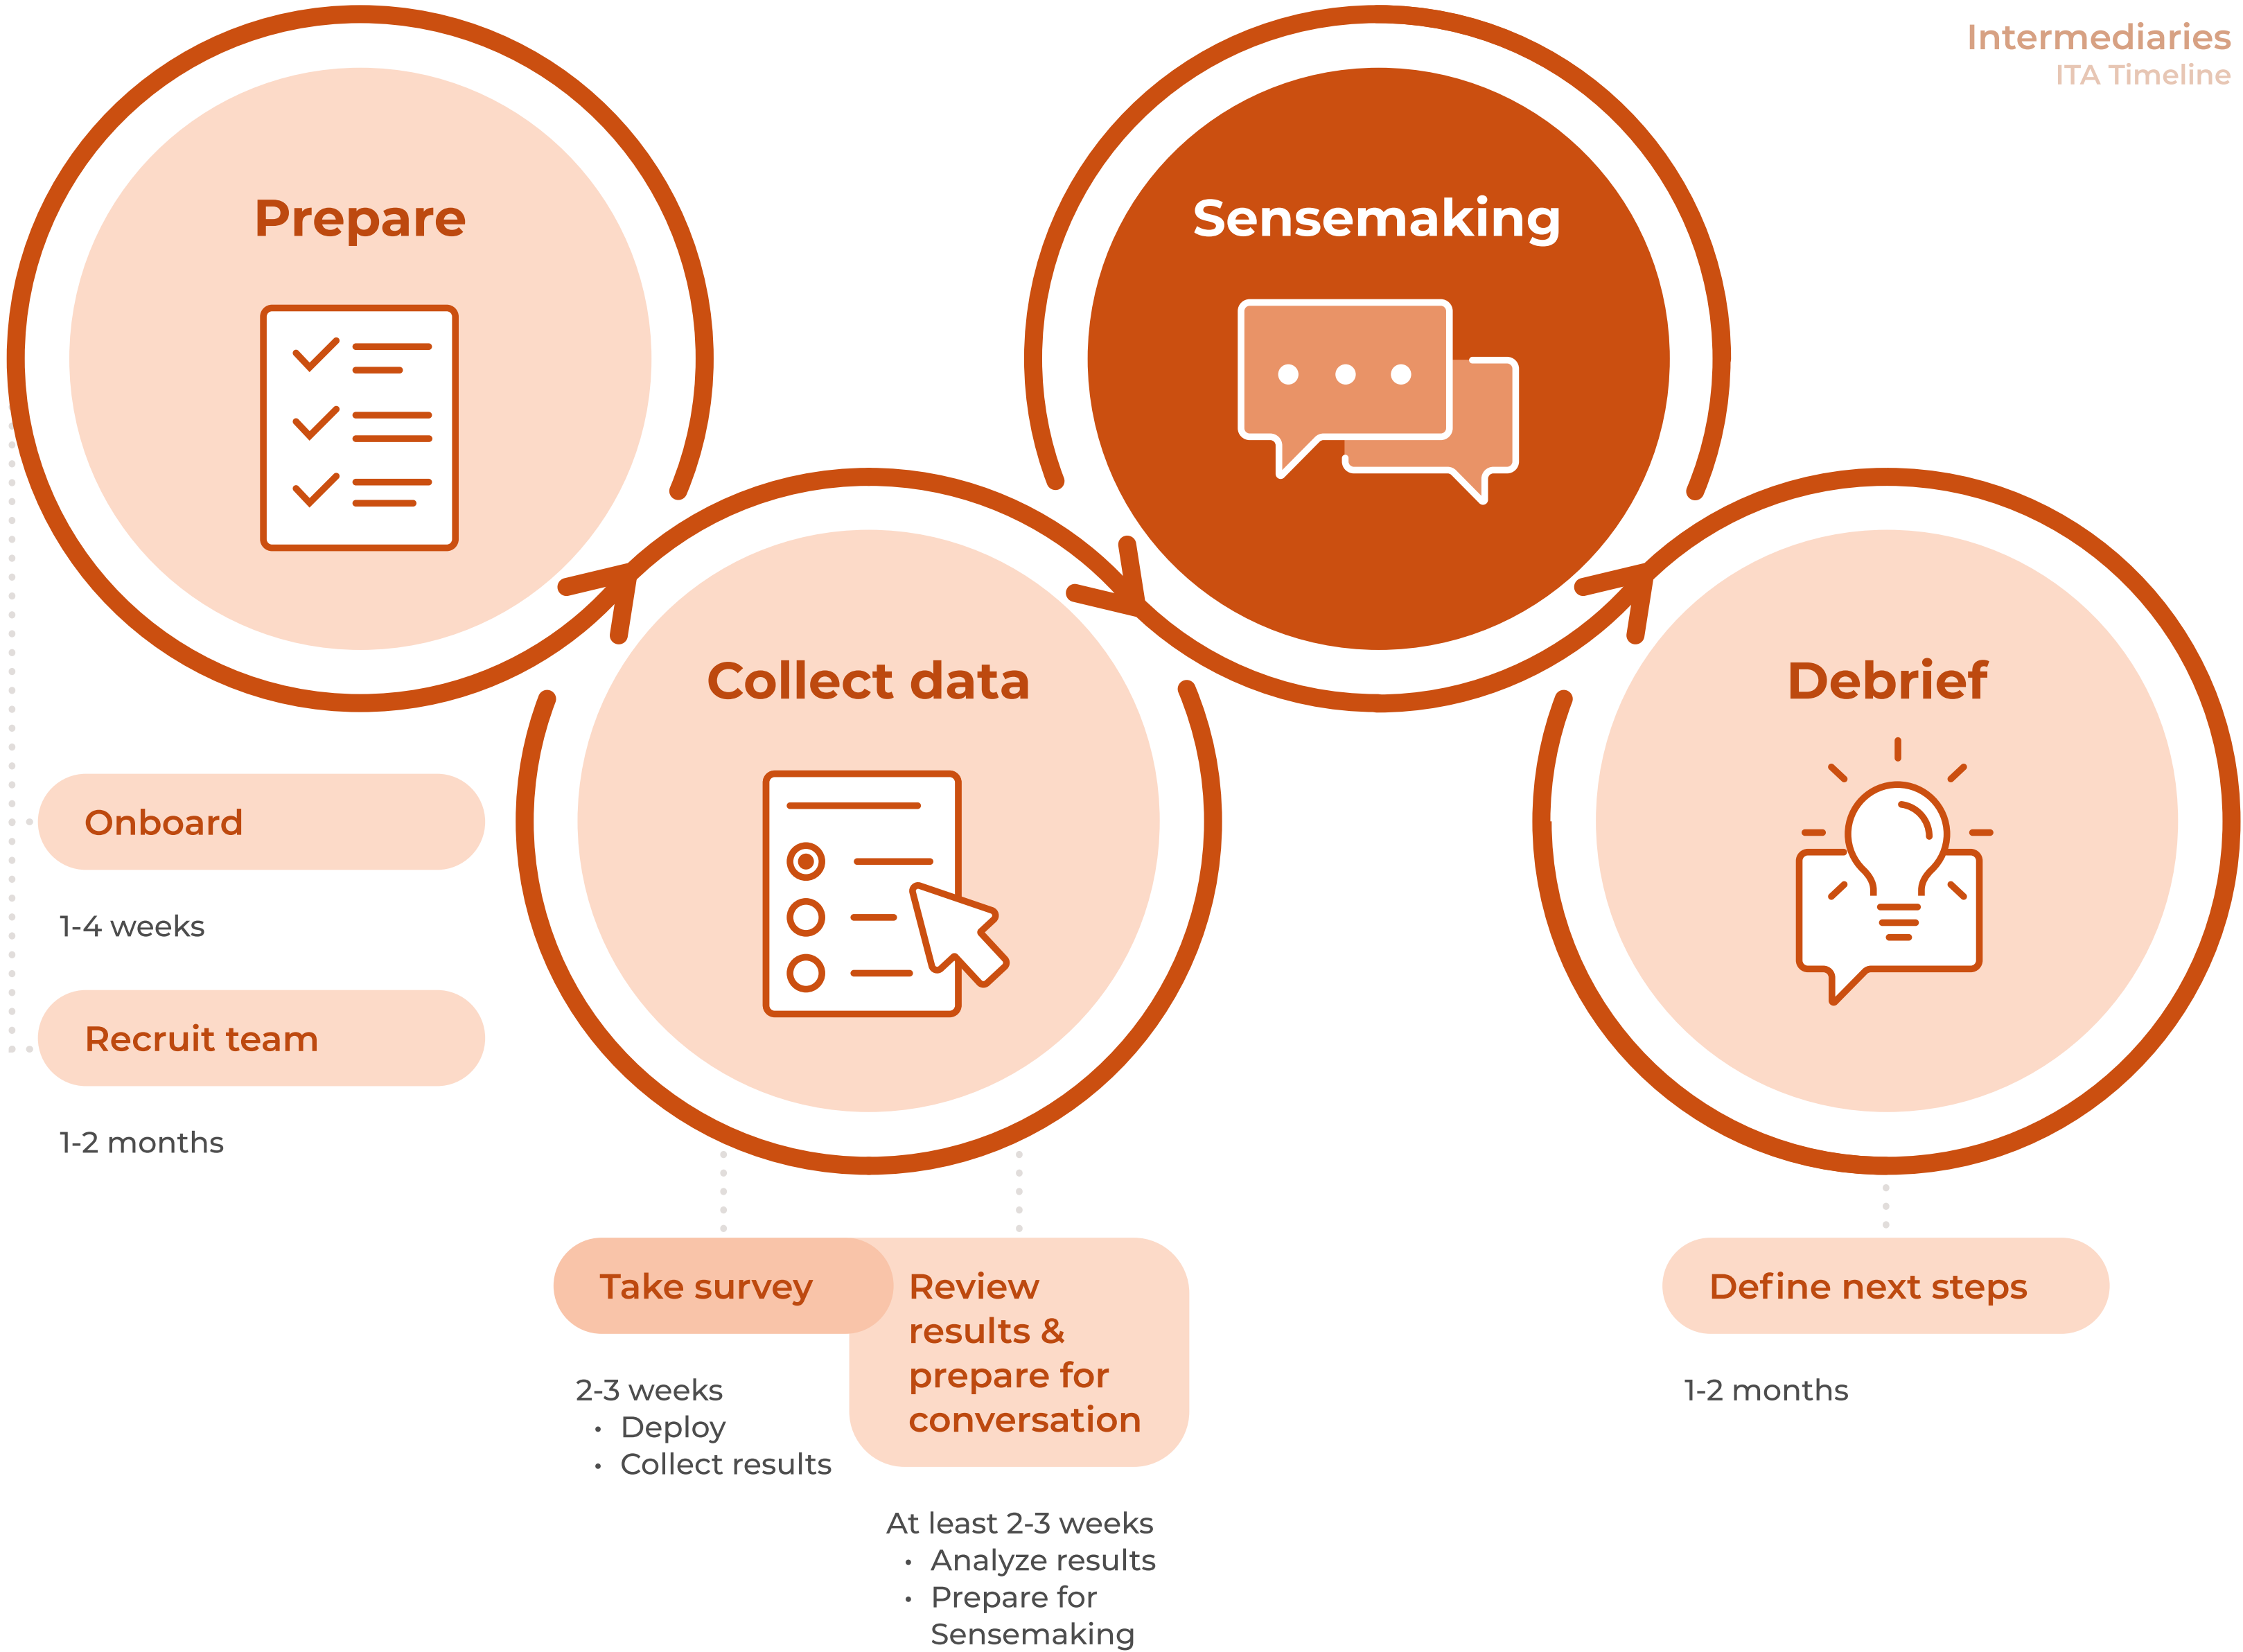 Intermediaries
ITA Timeline
Prepare
Sensemaking
Collect data
Debrief
Onboard
1-4 weeks
Recruit team
1-2 months
Take survey
2-3 weeks
• Deploy
• Collect results
Review
results &
prepare for
conversation
At least 2-3 weeks
• Analyze results
• Prepare for
Sensemaking
Define next steps
1-2 months